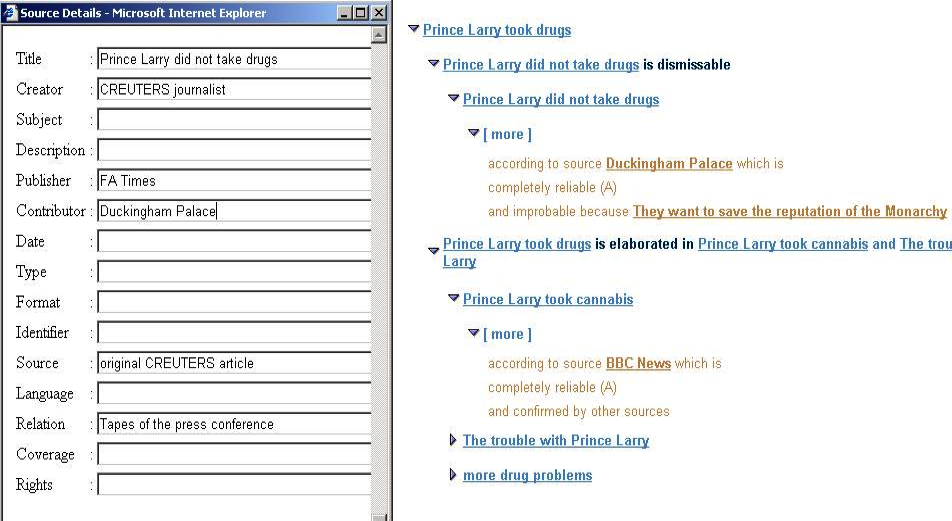 Source Details - Microsoft Internet Explorer
Title : Prince Larry did not take drugs
Creator : CREUTERS journalist
Subject :
Description :
Publisher : FA Times
Contributor : Duckingham Palace
Date :
Type :
Format :
Identifier :
Source : original CREUTERS article
Language :
Relation : Tapes of the press conference
Coverage :
Rights :
Prince Larry took drugs
Prince Larry did not take drugs is dismissable
Prince Larry did not take drugs
[ more ]
according to source Duckingham Palace which is
completely reliable (A)
and improbable because They want to save the reputation of the Monarchy
Prince Larry took drugs is elaborated in Prince Larry took cannabis and The trou
Larry
Prince Larry took cannabis
[ more ]
according to source BBC News which is
completely reliable (A)
and confirmed by other sources
The trouble with Prince Larry
more drug problems